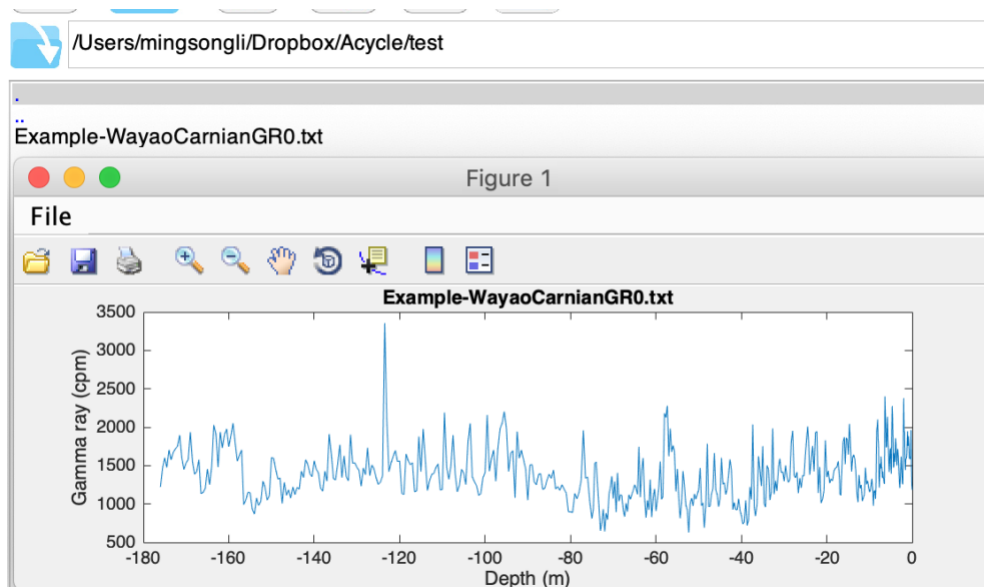 /Users/mingsongli/Dropbox/Acycle/test
.
..
Example-WayaoCarnianGR0.txt
Figure 1
File
Example-WayaoCarnianGR0.txt
3500
3000
2500
2000
1500
1000
500
Gamma ray (cpm)
-180 -160 -140 -120 -100 -80 -60 -40 -20 0
Depth (m)